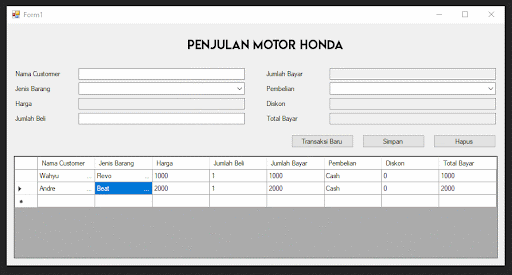 Form1
PENJULAN MOTOR HONDA
Nama Customer
Jumlah Bayar
Jenis Barang
Pembelian
Harga
Diskon
Jumlah Beli
Total Bayar
Transaksi Baru Simpan Hapus
Nama Customer Jenis Barang Harga Jumlah Beli Jumlah Bayar Pembelian Diskon Total Bayar
Wahyu ... Revo ... 1000 1 1000 Cash 0 1000
Andre ... Beat ... 2000 1 2000 Cash 0 2000